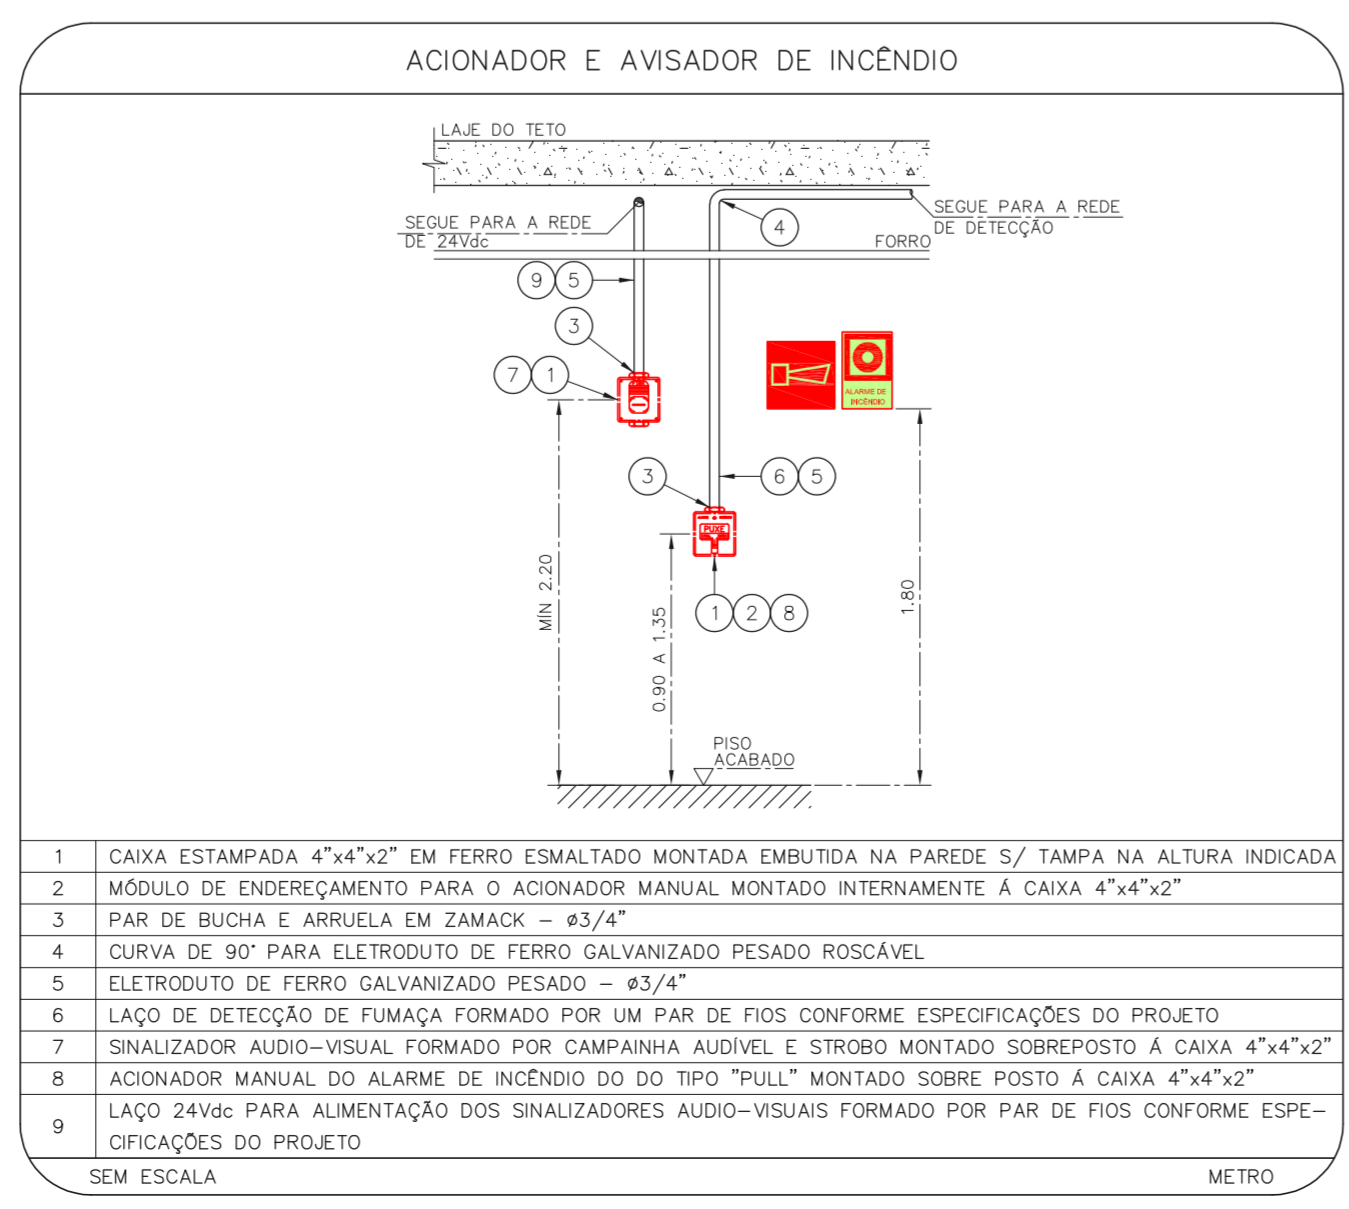 ACIONADOR E AVISADOR DE INCÊNDIO
LAJE DO TETO
SEGUE PARA A REDE
DE 24Vdc
4
SEGUE PARA A REDE
DE DETECÇÃO
FORRO
9 5
3
7 1
ALARME DE
INCÊNDIO
3
6 5
PUXE
1 2 8
MÍN 2.20
0.90 A 1.35
1.80
PISO
ACABADO
1 CAIXA ESTAMPADA 4"x4"x2" EM FERRO ESMALTADO MONTADA EMBUTIDA NA PAREDE S/ TAMPA NA ALTURA INDICADA
2 MÓDULO DE ENDEREÇAMENTO PARA O ACIONADOR MANUAL MONTADO INTERNAMENTE Á CAIXA 4"x4"x2"
3 PAR DE BUCHA E ARRUELA EM ZAMACK – ø3/4"
4 CURVA DE 90° PARA ELETRODUTO DE FERRO GALVANIZADO PESADO ROSCÁVEL
5 ELETRODUTO DE FERRO GALVANIZADO PESADO – ø3/4"
6 LAÇO DE DETECÇÃO DE FUMAÇA FORMADO POR UM PAR DE FIOS CONFORME ESPECIFICAÇÕES DO PROJETO
7 SINALIZADOR AUDIO–VISUAL FORMADO POR CAMPAINHA AUDÍVEL E STROBO MONTADO SOBREPOSTO Á CAIXA 4"x4"x2"
8 ACIONADOR MANUAL DO ALARME DE INCÊNDIO DO DO TIPO "PULL" MONTADO SOBRE POSTO Á CAIXA 4"x4"x2"
9 LAÇO 24Vdc PARA ALIMENTAÇÃO DOS SINALIZADORES AUDIO–VISUAIS FORMADO POR PAR DE FIOS CONFORME ESPE–
CIFICAÇÕES DO PROJETO
SEM ESCALA
METRO